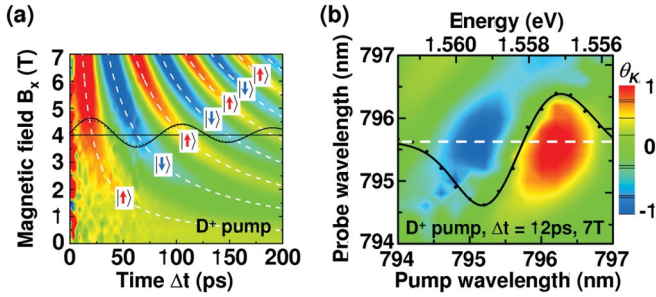 (a)
Magnetic field Bₓ (T)
7
6
5
4
3
2
1
0
|↑⟩
|↓⟩
|↑⟩
|↓⟩
|↑⟩
|↓⟩
|↑⟩
D⁺ pump
0 50 100 150 200
Time Δt (ps)
(b)
Energy (eV)
1.560 1.558 1.556
Probe wavelength (nm)
797
796
795
794
D⁺ pump, Δt = 12ps, 7T
794 795 796 797
Pump wavelength (nm)
θ_K
1
0
-1